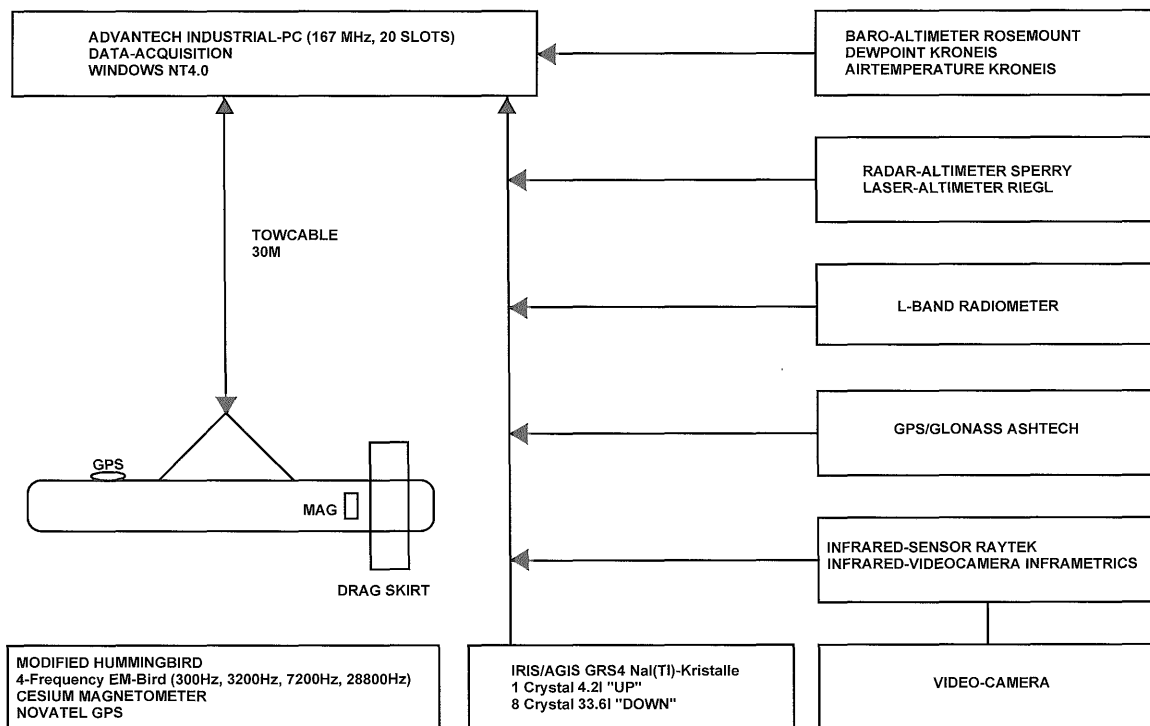 ADVANTECH INDUSTRIAL-PC (167 MHz, 20 SLOTS)
DATA-ACQUISITION
WINDOWS NT4.0
BARO-ALTIMETER ROSEMOUNT
DEWPOINT KRONEIS
AIRTEMPERATURE KRONEIS
RADAR-ALTIMETER SPERRY
LASER-ALTIMETER RIEGL
TOWCABLE
30M
L-BAND RADIOMETER
GPS/GLONASS ASHTECH
GPS
MAG
DRAG SKIRT
INFRARED-SENSOR RAYTEK
INFRARED-VIDEOCAMERA INFRAMETRICS
MODIFIED HUMMINGBIRD
4-Frequency EM-Bird (300Hz, 3200Hz, 7200Hz, 28800Hz)
CESIUM MAGNETOMETER
NOVATEL GPS
IRIS/AGIS GRS4 NaI(Tl)-Kristalle
1 Crystal 4.2l "UP"
8 Crystal 33.6l "DOWN"
VIDEO-CAMERA